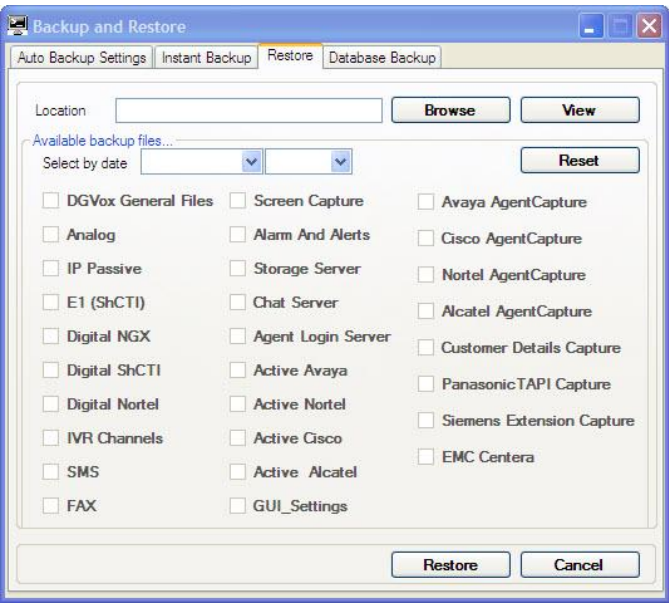 Backup and Restore
Auto Backup Settings Instant Backup Restore Database Backup
Location Browse View
Available backup files...
Select by date Reset
DGVox General Files Screen Capture Avaya AgentCapture
Analog Alarm And Alerts Cisco AgentCapture
IP Passive Storage Server Nortel AgentCapture
E1 (ShCTI) Chat Server Alcatel AgentCapture
Digital NGX Agent Login Server Customer Details Capture
Digital ShCTI Active Avaya PanasonicTAPI Capture
Digital Nortel Active Nortel Siemens Extension Capture
IVR Channels Active Cisco EMC Centera
SMS Active Alcatel
FAX GUI_Settings
Restore Cancel